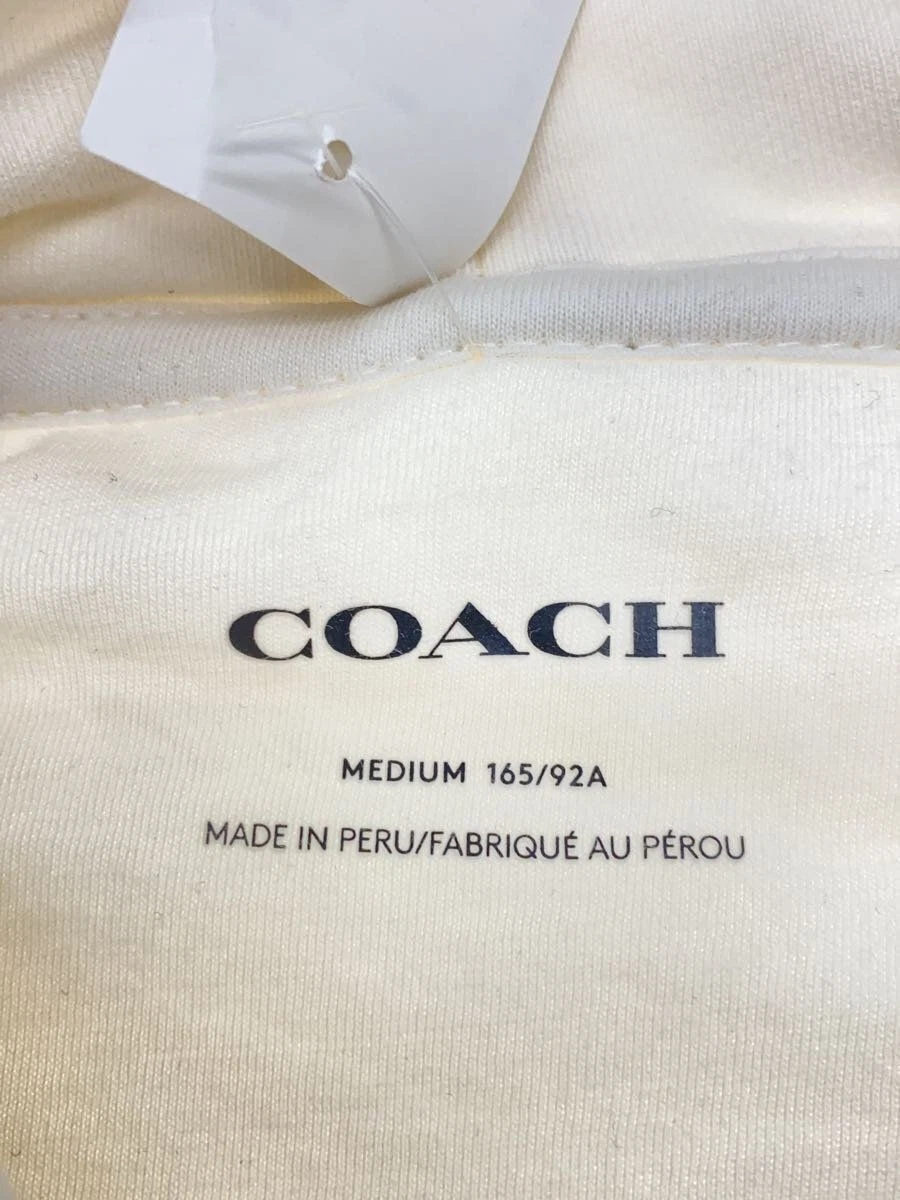 COACH
MEDIUM 165/92A
MADE IN PERU/FABRIQUÉ AU PÉROU